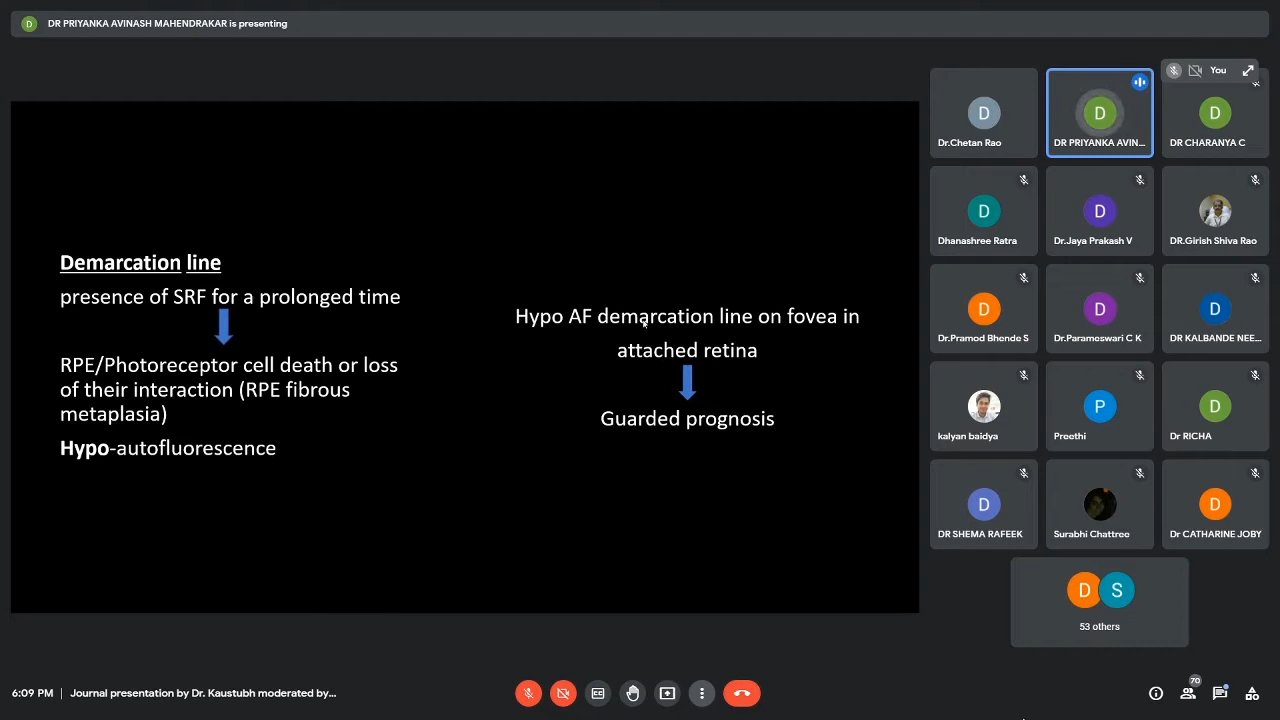 D
DR PRIYANKA AVINASH MAHENDRAKAR is presenting
Demarcation line
presence of SRF for a prolonged time
RPE/Photoreceptor cell death or loss
of their interaction (RPE fibrous
metaplasia)
Hypo-autofluorescence
Hypo AF demarcation line on fovea in
attached retina
Guarded prognosis
You
D D D
Dr.Chetan Rao DR PRIYANKA AVIN... DR CHARANYA C
D D
Dhanashree Ratra Dr.Jaya Prakash V DR.Girish Shiva Rao
D D D
Dr.Pramod Bhende S Dr.Parameswari C K DR KALBANDE NEE...
P D
kalyan baidya Preethi Dr RICHA
D D
DR SHEMA RAFEEK Surabhi Chattree Dr CATHARINE JOBY
D S
53 others
6:09 PM | Journal presentation by Dr. Kaustubh moderated by...
CC
70